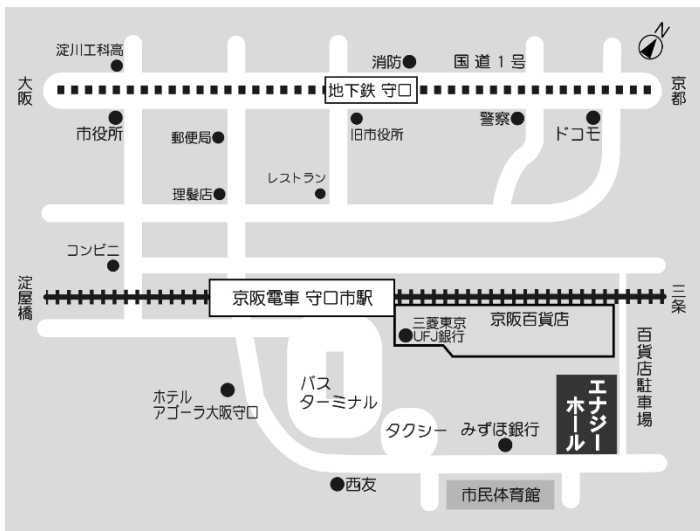 N
淀川工科高
消防
国道1号
大阪
地下鉄 守口
京都
市役所
郵便局
旧市役所
警察
ドコモ
理髪店
レストラン
コンビニ
淀屋橋
京阪電車 守口市駅
三条
三菱東京
UFJ銀行
京阪百貨店
百貨店駐車場
バス
ターミナル
ホテル
アゴーラ大阪守口
タクシー
みずほ銀行
エナジー
ホール
西友
市民体育館